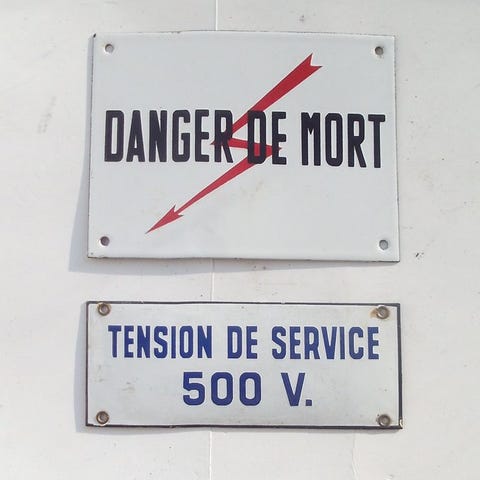 DANGER DE MORT
TENSION DE SERVICE
500 V.